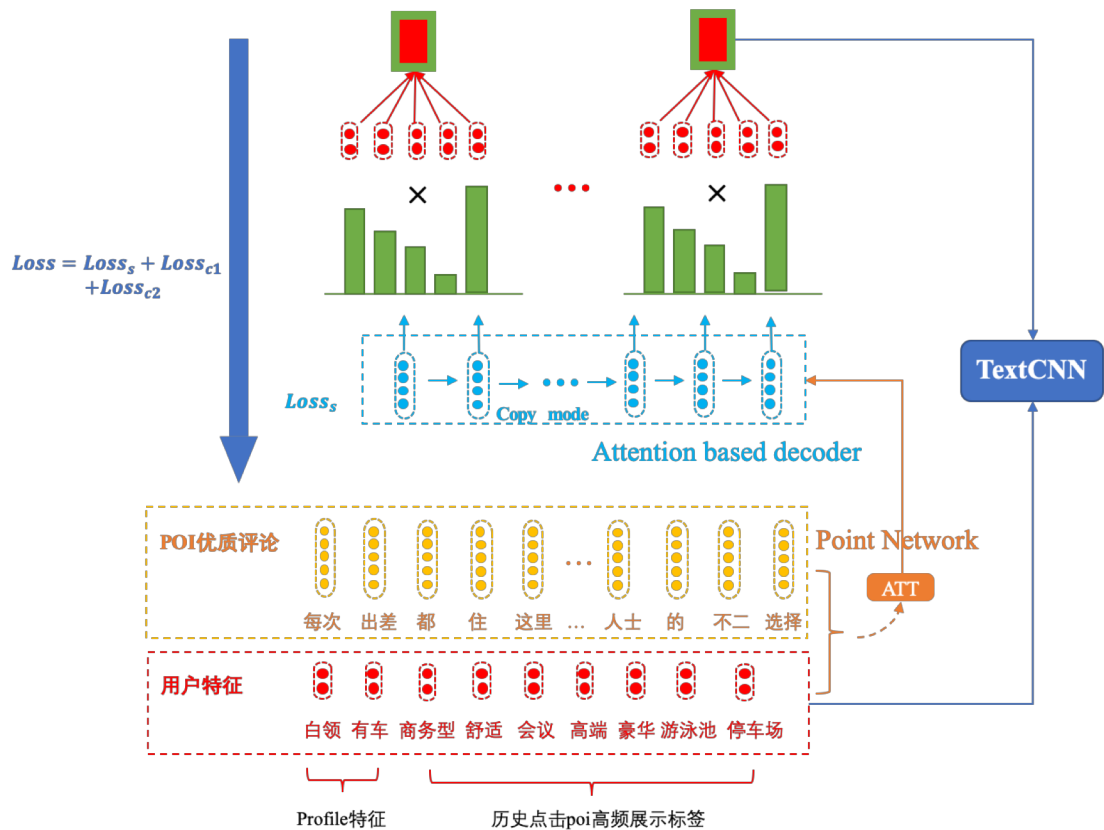 Loss = Loss_s + Loss_c1
+Loss_c2
TextCNN
Loss_s
Copy mode
Attention based decoder
POI优质评论
Point Network
ATT
每次 出差 都 住 这里 … 人士 的 不二 选择
用户特征
白领 有车 商务型 舒适 会议 高端 豪华 游泳池 停车场
Profile特征
历史点击poi高频展示标签